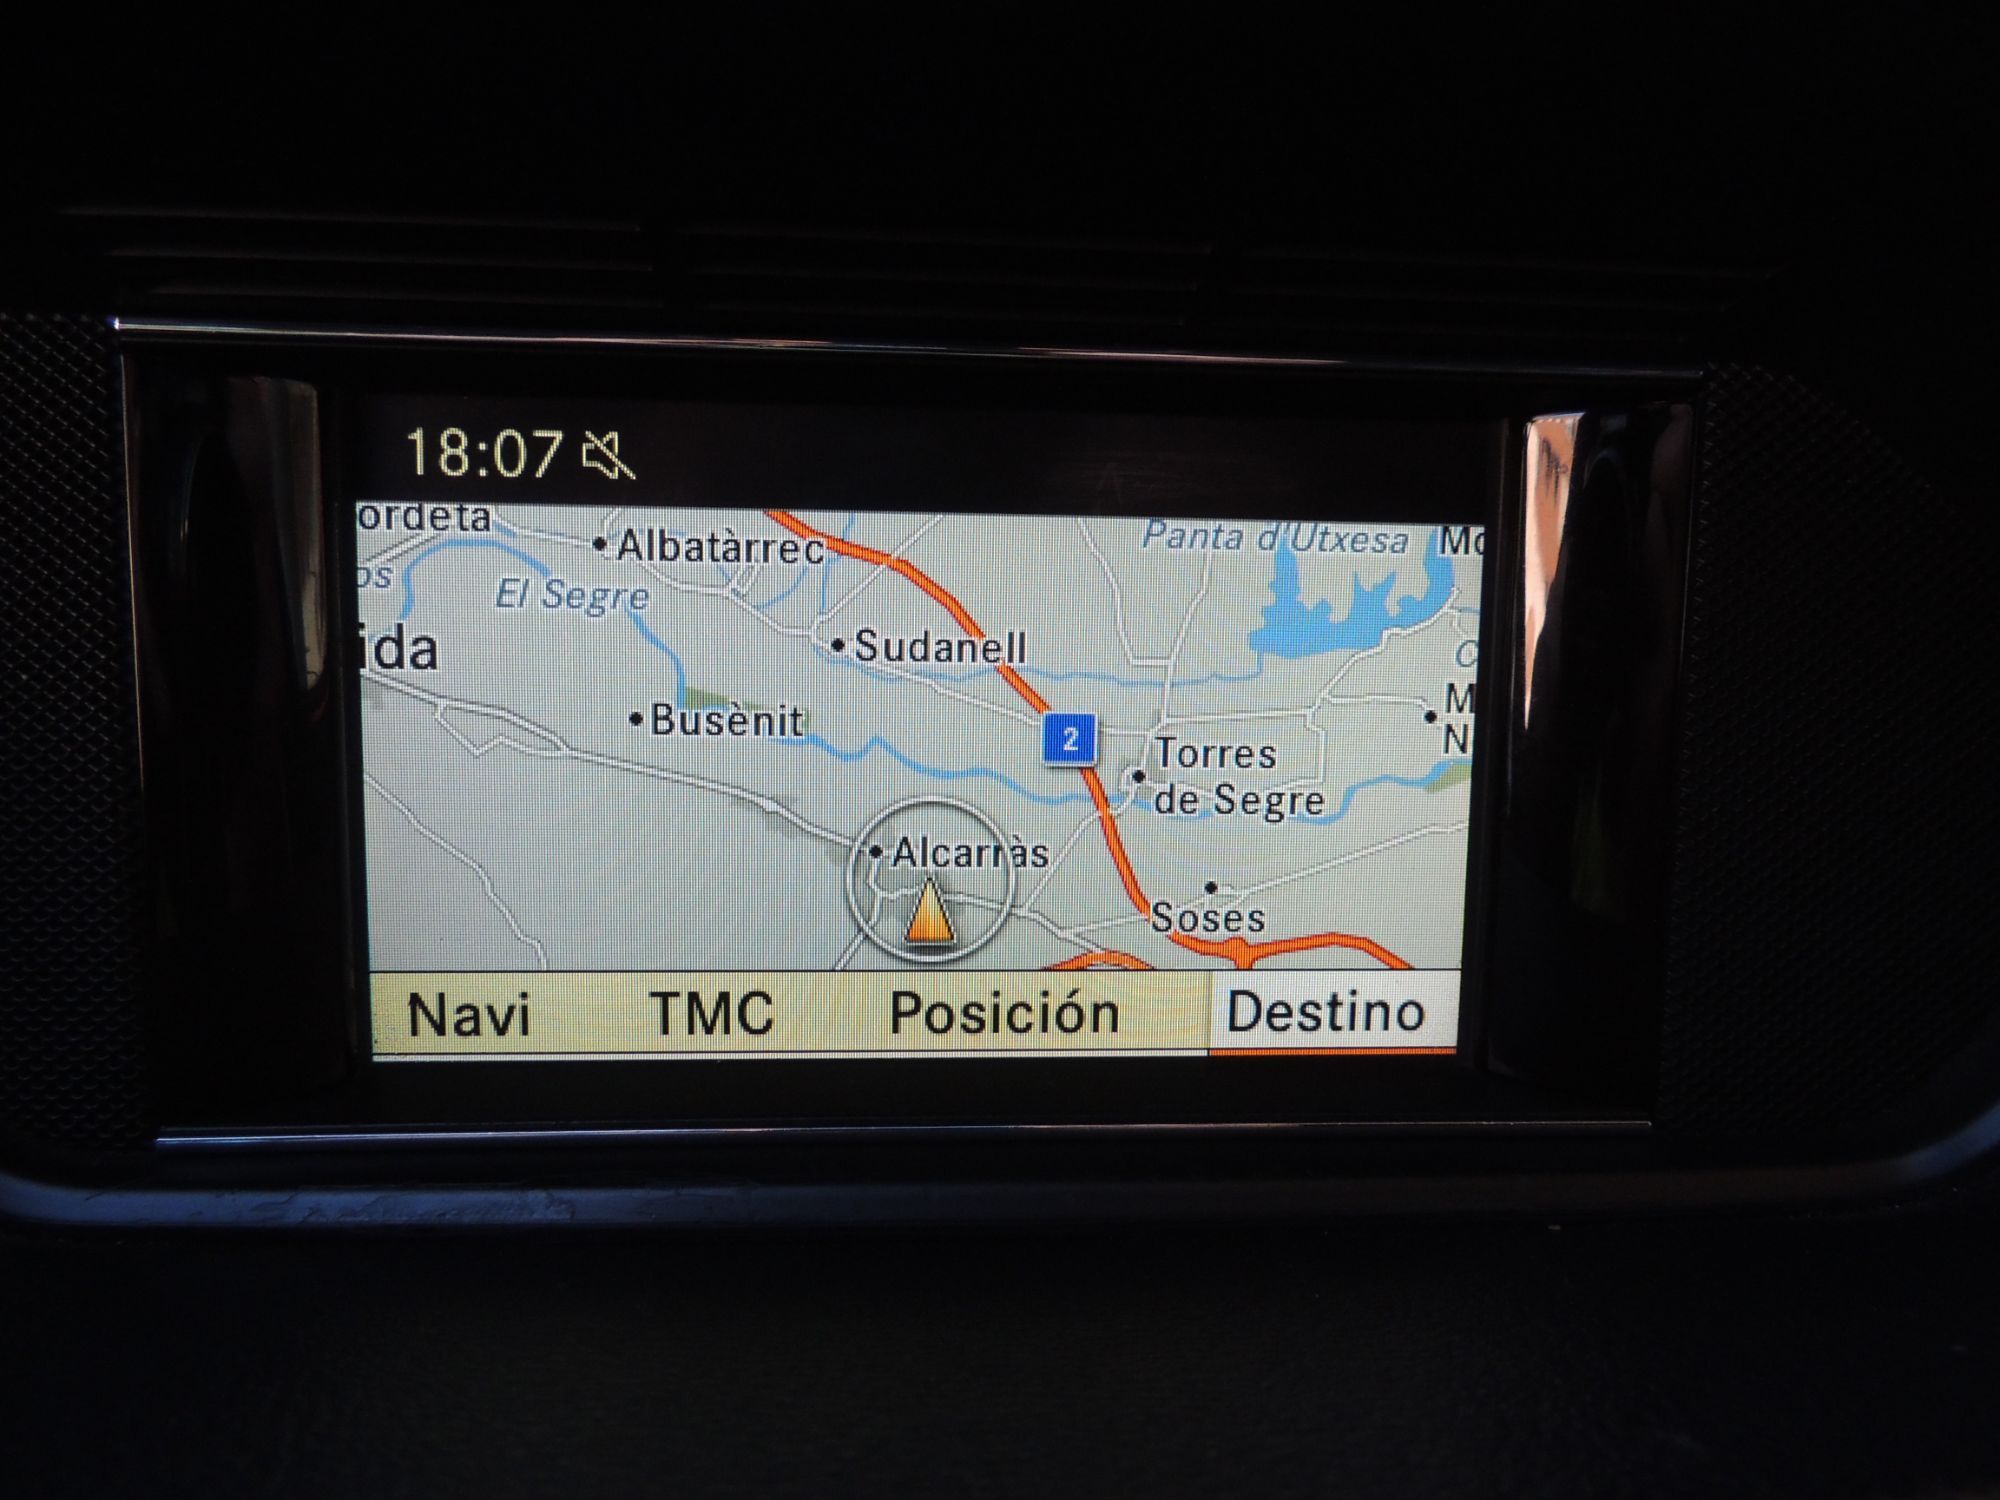 18:07
ordeta
Albatàrrec
Panta d'Utxesa
os
El Segre
ida
Sudanell
Busènit
2
Torres
de Segre
Alcarràs
Soses
Navi TMC Posición Destino